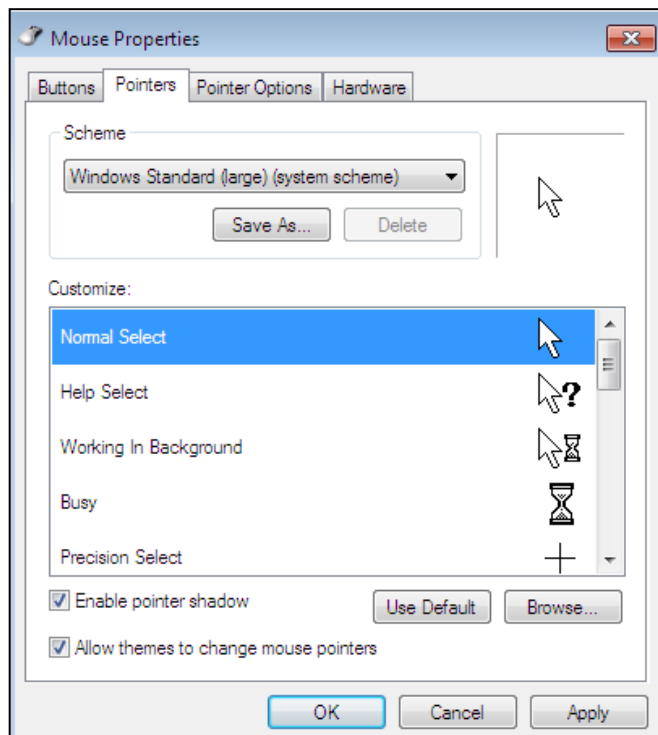 Mouse Properties
Buttons Pointers Pointer Options Hardware
Scheme
Windows Standard (large) (system scheme)
Save As... Delete
Customize:
Normal Select
Help Select
Working In Background
Busy
Precision Select
Enable pointer shadow
Use Default Browse...
Allow themes to change mouse pointers
OK Cancel Apply